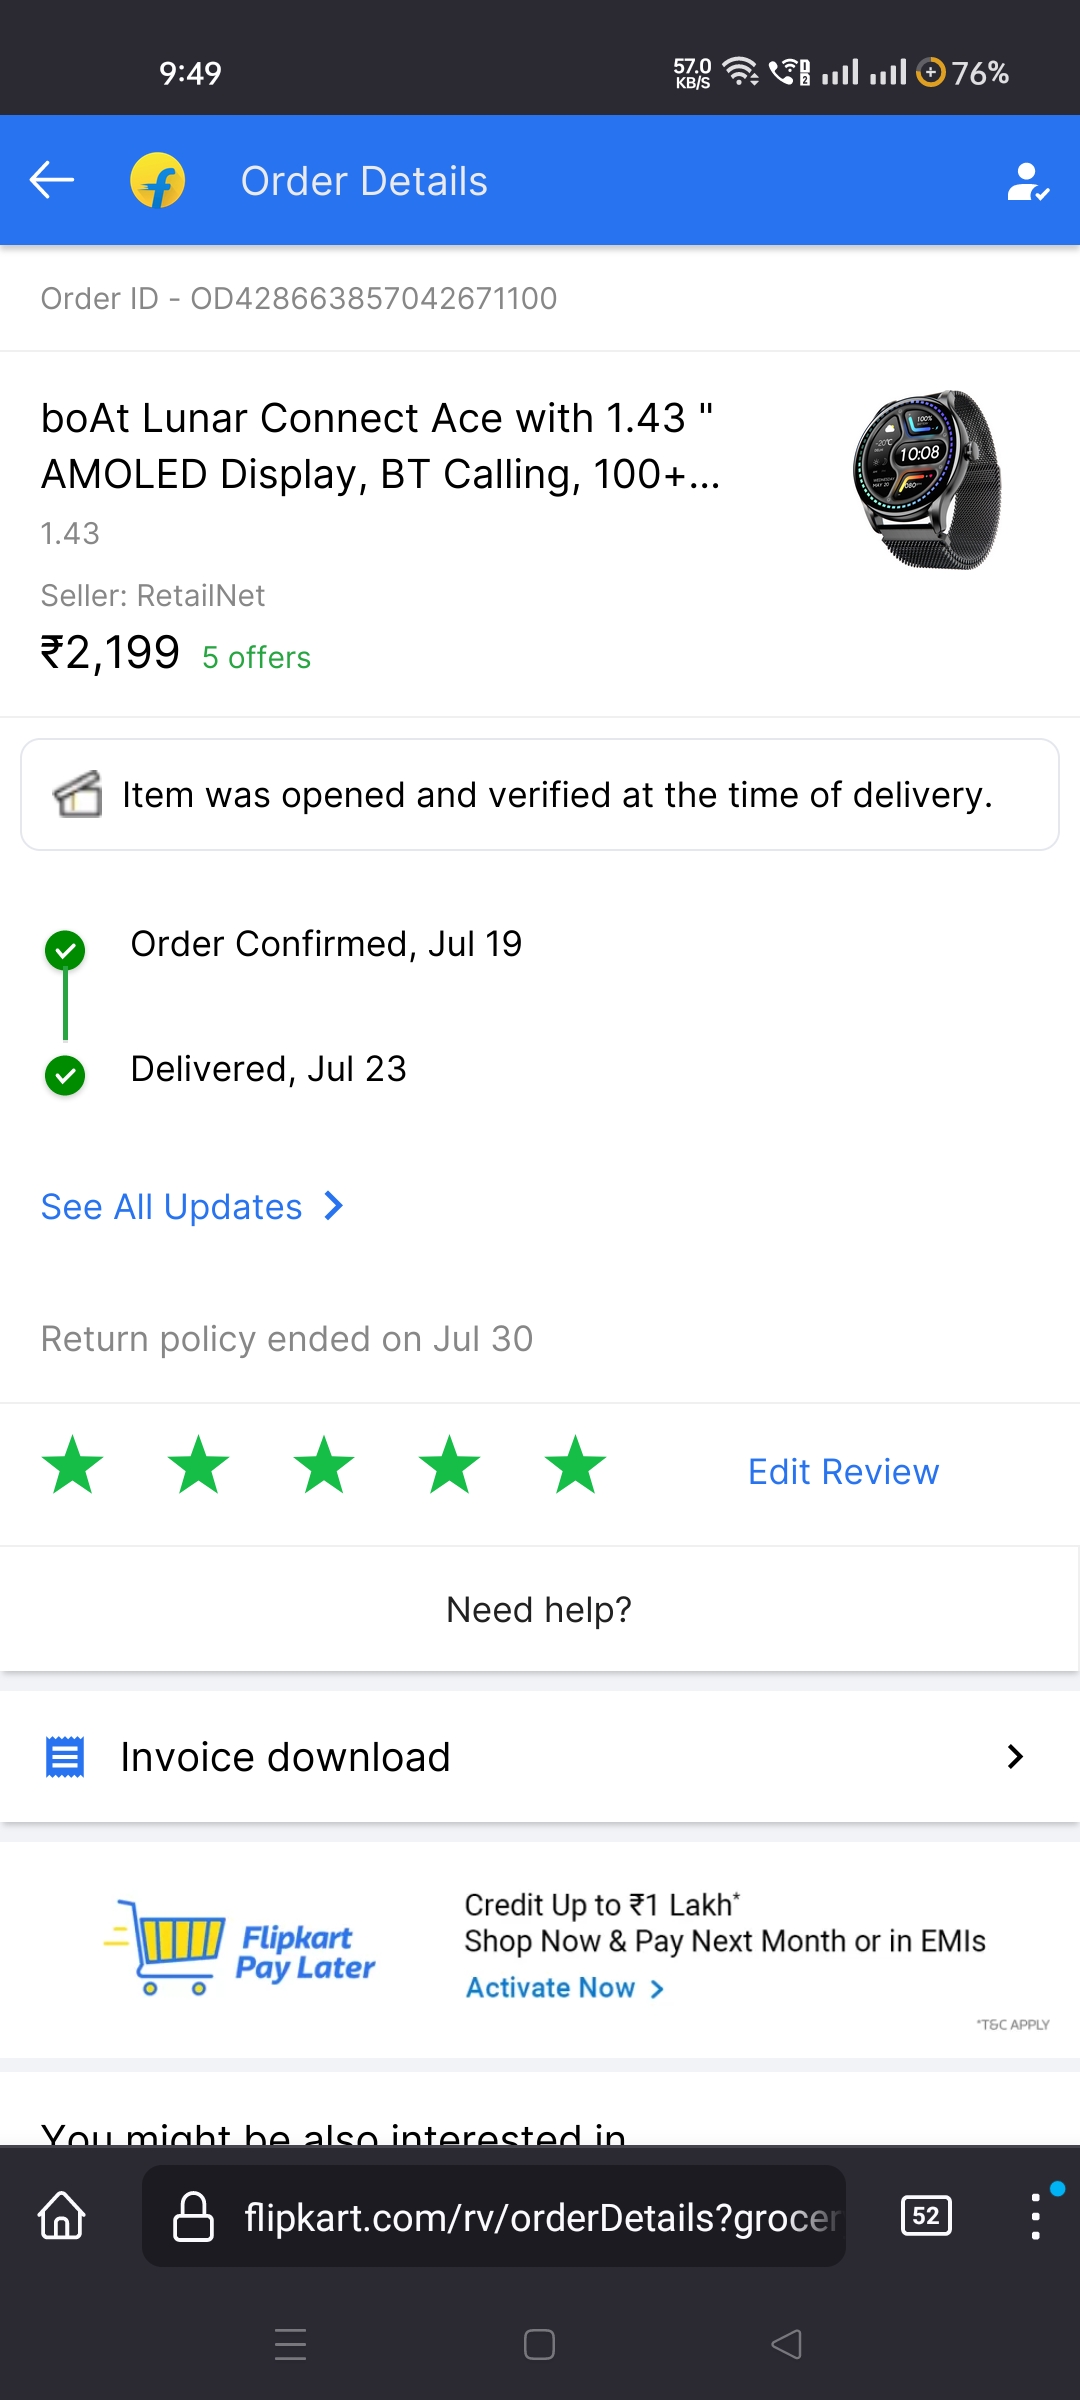 9:49
57.0
KB/S
76%
Order Details
Order ID - OD428663857042671100
boAt Lunar Connect Ace with 1.43 "
AMOLED Display, BT Calling, 100+...
1.43
Seller: RetailNet
₹2,199 5 offers
10:08
Item was opened and verified at the time of delivery.
Order Confirmed, Jul 19
Delivered, Jul 23
See All Updates
Return policy ended on Jul 30
Edit Review
Need help?
Invoice download
Flipkart
Pay Later
Credit Up to ₹1 Lakh*
Shop Now & Pay Next Month or in EMIs
Activate Now
*T&C APPLY
You might be also interested in
flipkart.com/rv/orderDetails?grocer
52